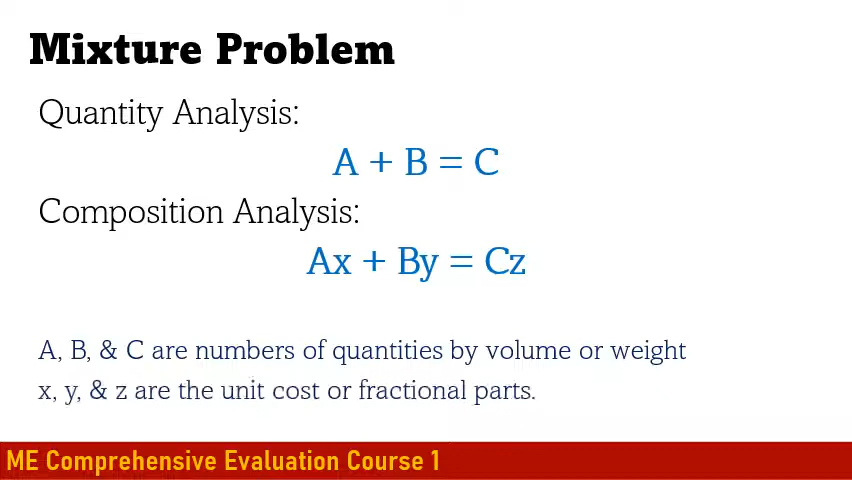 Mixture Problem
Quantity Analysis:
A + B = C
Composition Analysis:
Ax + By = Cz
A, B, & C are numbers of quantities by volume or weight
x, y, & z are the unit cost or fractional parts.
ME Comprehensive Evaluation Course 1